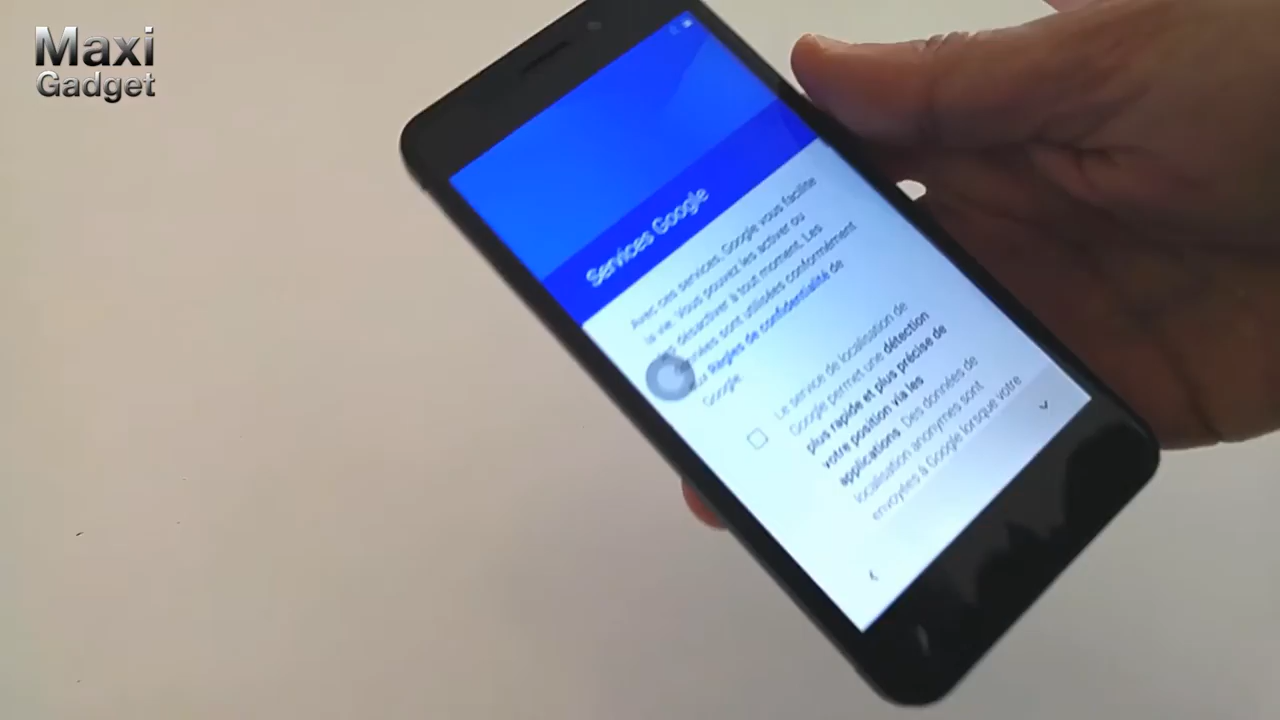 Maxi
Gadget
Services Google
Avec ces services, Google vous facilite
la vie. Vous pouvez les activer ou
désactiver à tout moment. Les
données sont utilisées conformément
aux Règles de confidentialité de
Google.
Le service de localisation de
Google permet une détection
plus rapide et plus précise de
votre position via les
applications. Des données de
localisation anonymes sont
envoyées à Google lorsque votre